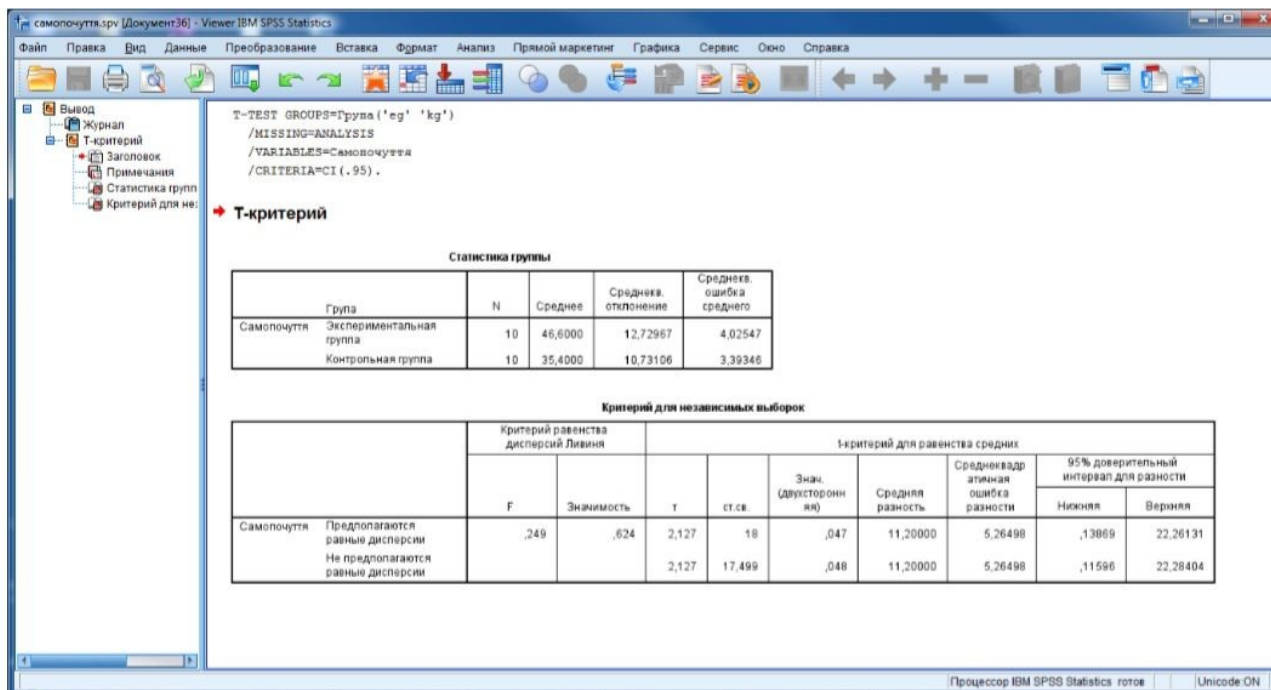 самопочуття.spv [Документ36] - Viewer IBM SPSS Statistics
Файл Правка Вид Данные Преобразование Вставка Формат Анализ Прямой маркетинг Графика Сервис Окно Справка
Вывод
Журнал
Т-критерий
Заголовок
Примечания
Статистика групп
Критерий для нез
T-TEST GROUPS=Група('eg' 'kg')
/MISSING=ANALYSIS
/VARIABLES=Самопочуття
/CRITERIA=CI(.95).
Т-критерий
Статистика группы
Група N Среднее Среднекв. отклонение Среднекв. ошибка среднего
Самопочуття Экспериментальная группа 10 46,6000 12,72967 4,02547
Контрольная группа 10 35,4000 10,73106 3,39346
Критерий для независимых выборок
Критерий равенства дисперсий Ливиня t-критерий для равенства средних
F Значимость т ст.св. Знач. (двухсторонняя) Средняя разность Среднеквадратичная ошибка разности 95% доверительный интервал для разности
Нижняя Верхняя
Самопочуття Предполагаются равные дисперсии ,249 ,624 2,127 18 ,047 11,20000 5,26498 ,13869 22,26131
Не предполагаются равные дисперсии 2,127 17,499 ,048 11,20000 5,26498 ,11596 22,28404
Процессор IBM SPSS Statistics готов Unicode:ON